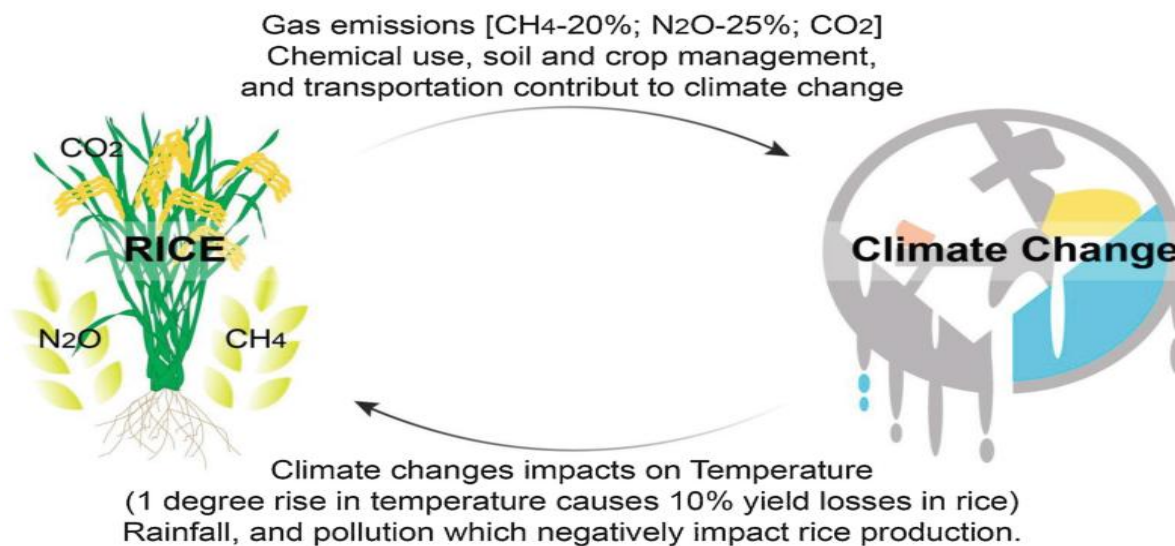 Gas emissions [CH4-20%; N2O-25%; CO2]
Chemical use, soil and crop management,
and transportation contribut to climate change
CO2
RICE
N2O
CH4
Climate Change
Climate changes impacts on Temperature
(1 degree rise in temperature causes 10% yield losses in rice)
Rainfall, and pollution which negatively impact rice production.